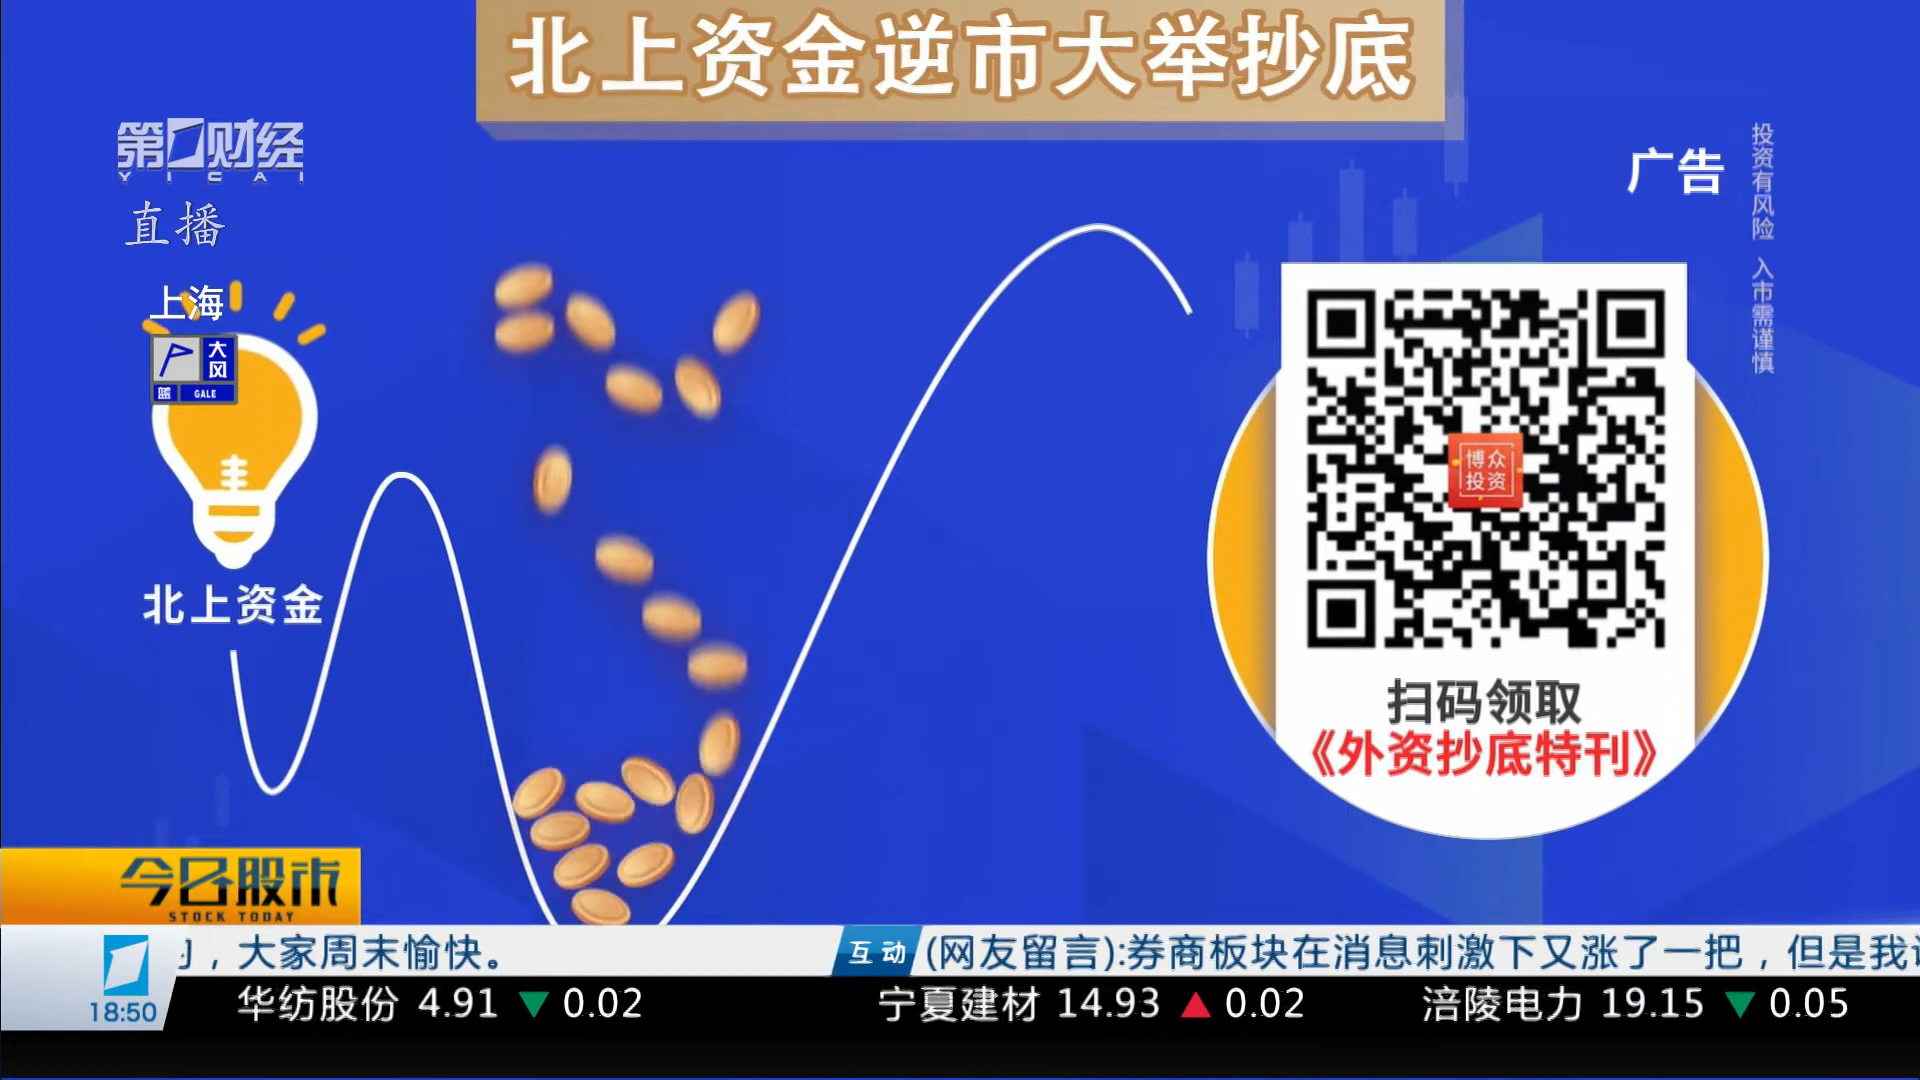 北上资金逆市大举抄底
第一财经
YICAI
直播
广告
投资有风险 入市需谨慎
上海
大风
蓝 GALE
北上资金
博众
投资
扫码领取
《外资抄底特刊》
今日股市
STOCK TODAY
，大家周末愉快。
互动
(网友留言):券商板块在消息刺激下又涨了一把，但是我
18:50
华纺股份 4.91 ▼ 0.02
宁夏建材 14.93 ▲ 0.02
涪陵电力 19.15 ▼ 0.05